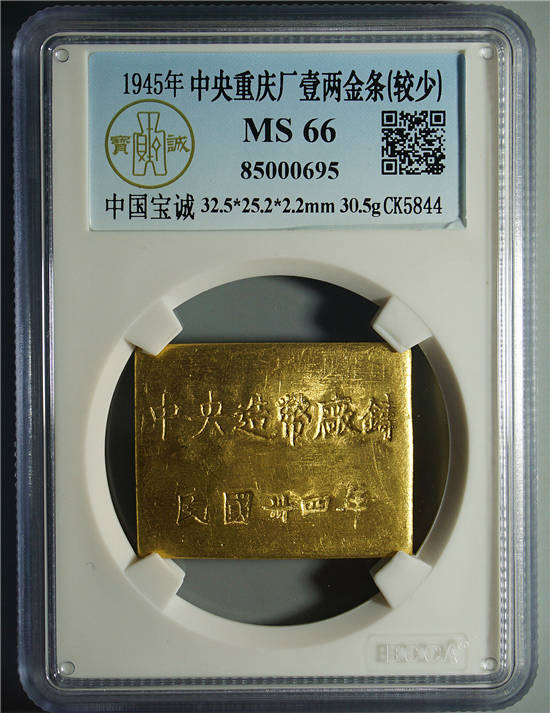 1945年 中央重庆厂壹两金条(较少)
MS 66
寳 誠
85000695
中国宝诚 32.5*25.2*2.2mm 30.5g CK5844
中央造幣廠鑄
民國卅四年